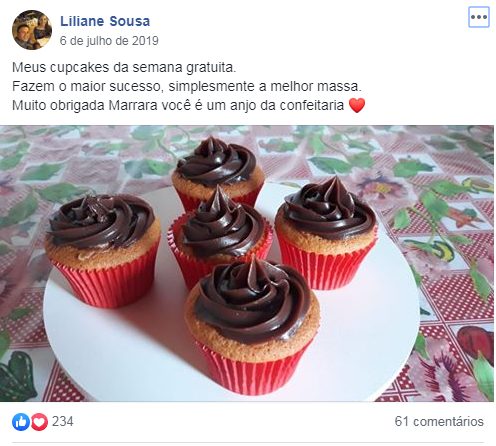 Liliane Sousa
6 de julho de 2019
Meus cupcakes da semana gratuita.
Fazem o maior sucesso, simplesmente a melhor massa.
Muito obrigada Marrara você é um anjo da confeitaria ❤️
234
61 comentários